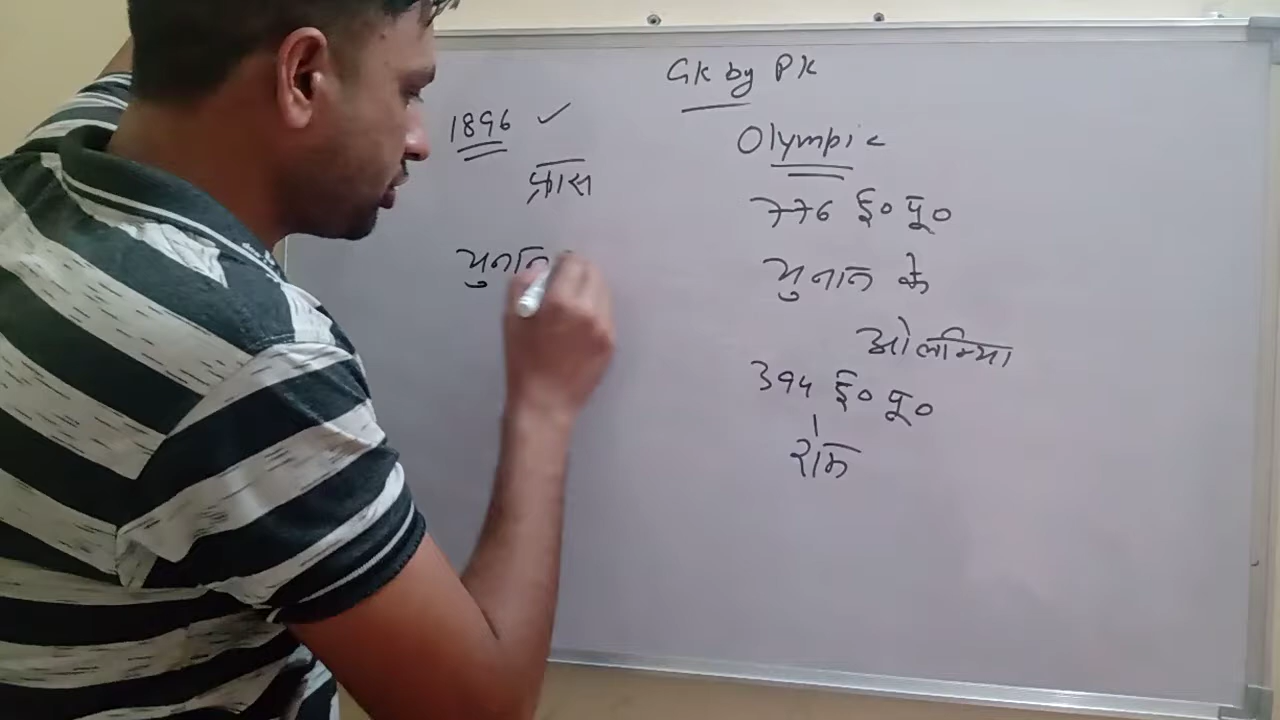 GK by PK
Olympic
776 ई० पू०
युनान के
ओलम्पिया
394 ई० पू०
रोम
1896 ✓
फ्रांस
युनान